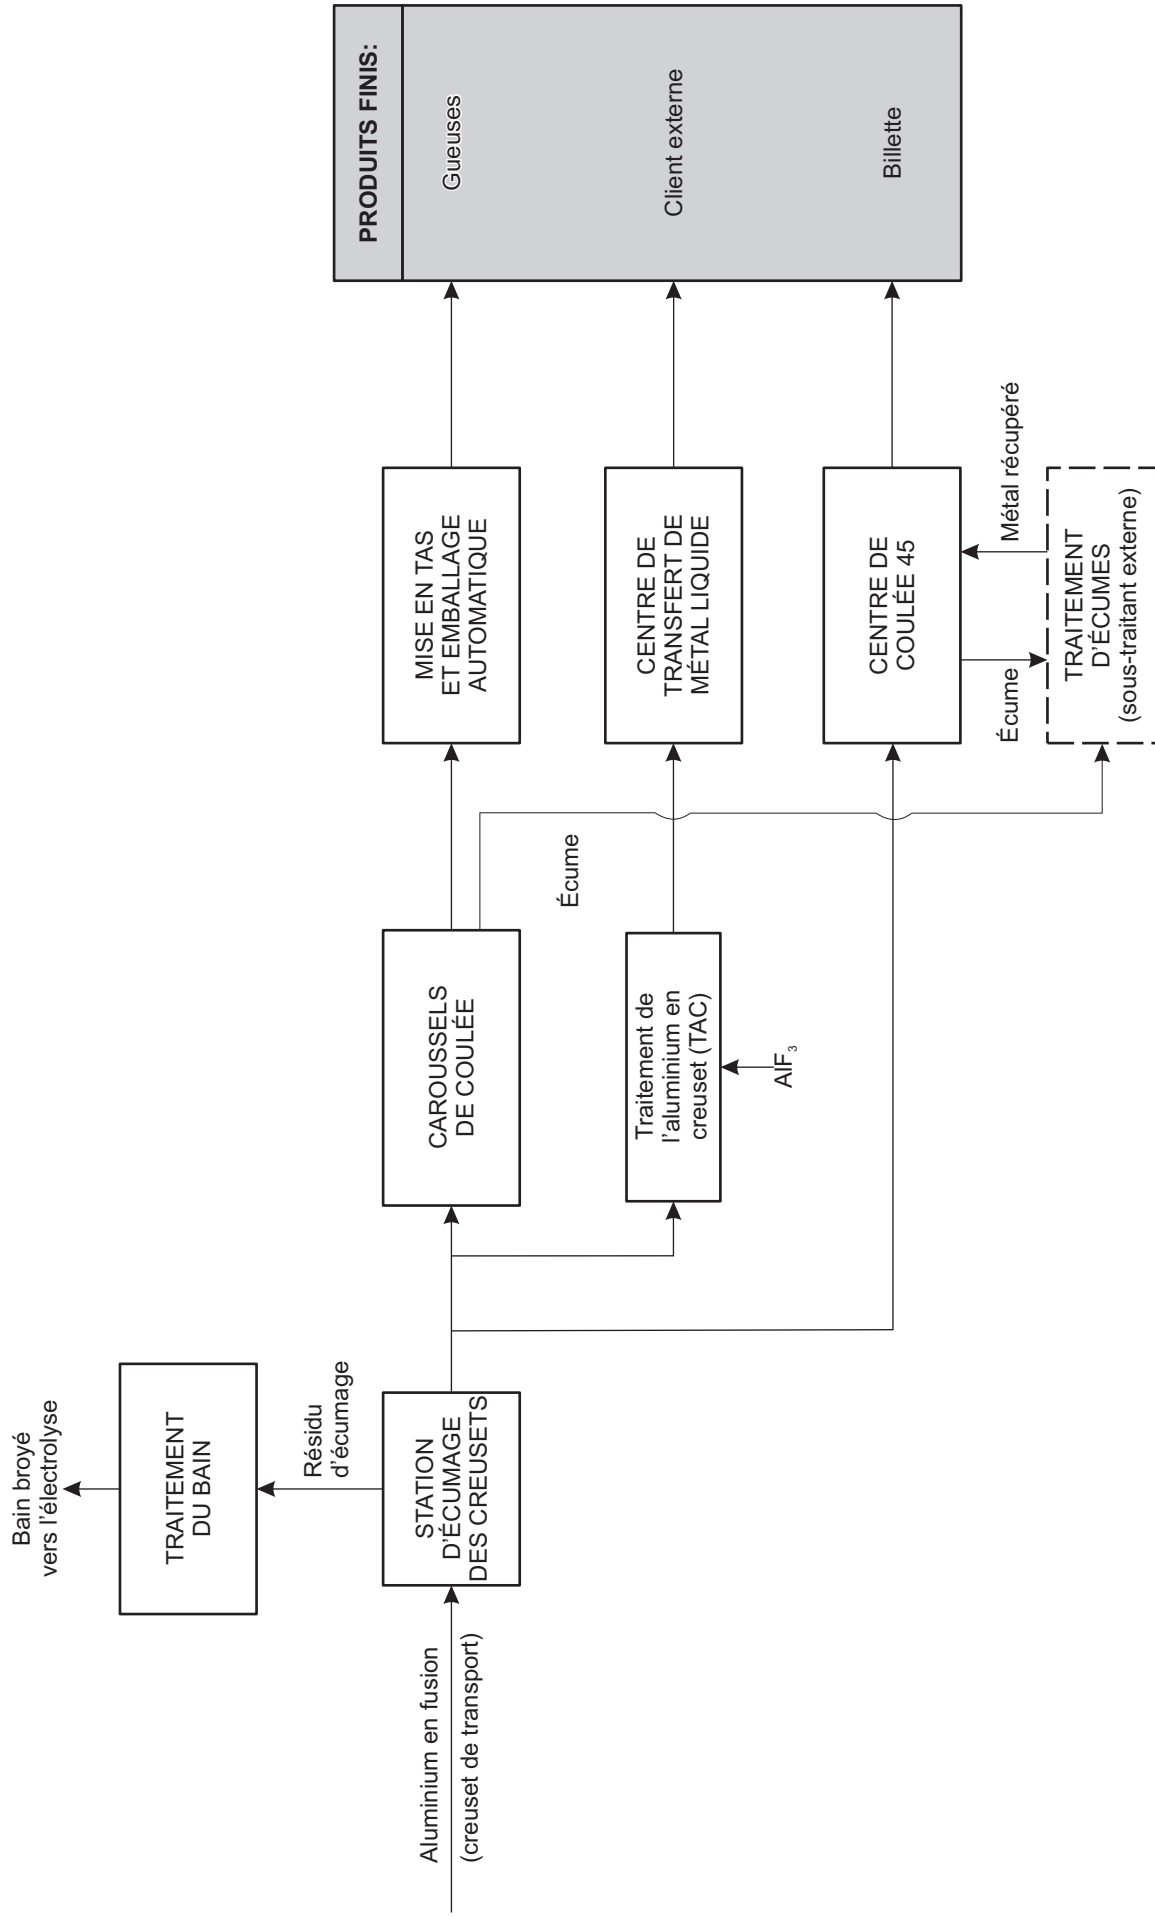 Bain broyé
vers l'électrolyse
TRAITEMENT
DU BAIN
Résidu
d'écumage
Aluminium en fusion
(creuset de transport)
STATION
D'ÉCUMAGE
DES CREUSETS
CAROUSSELS
DE COULÉE
MISE EN TAS
ET EMBALLAGE
AUTOMATIQUE
PRODUITS FINIS:
Gueuses
Écume
Traitement de
l'aluminium en
creuset (TAC)
AlF₃
CENTRE DE
TRANSFERT DE
MÉTAL LIQUIDE
Client externe
CENTRE DE
COULÉE 45
Billette
Écume
Métal récupéré
TRAITEMENT
D'ÉCUMES
(sous-traitant externe)